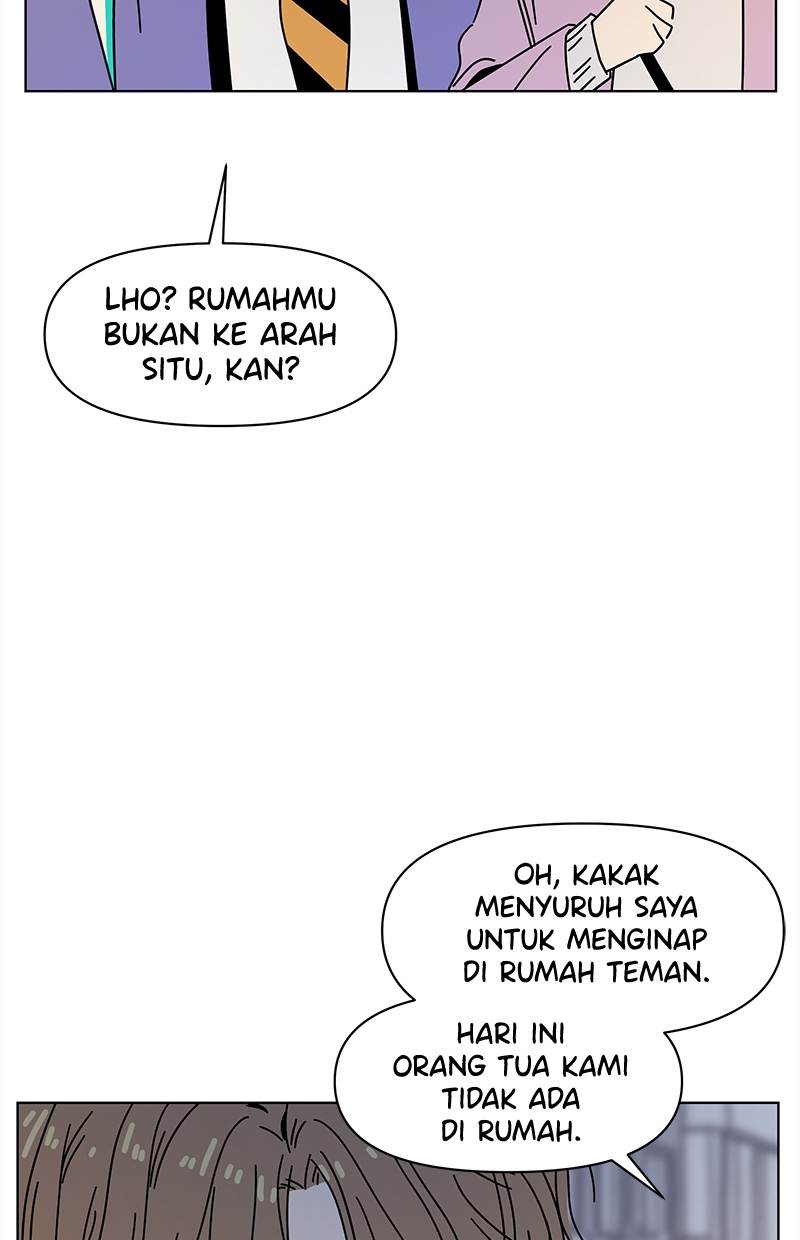 LHO? RUMAHMU
BUKAN KE ARAH
SITU, KAN?
OH, KAKAK
MENYURUH SAYA
UNTUK MENGINAP
DI RUMAH TEMAN.
HARI INI
ORANG TUA KAMI
TIDAK ADA
DI RUMAH.